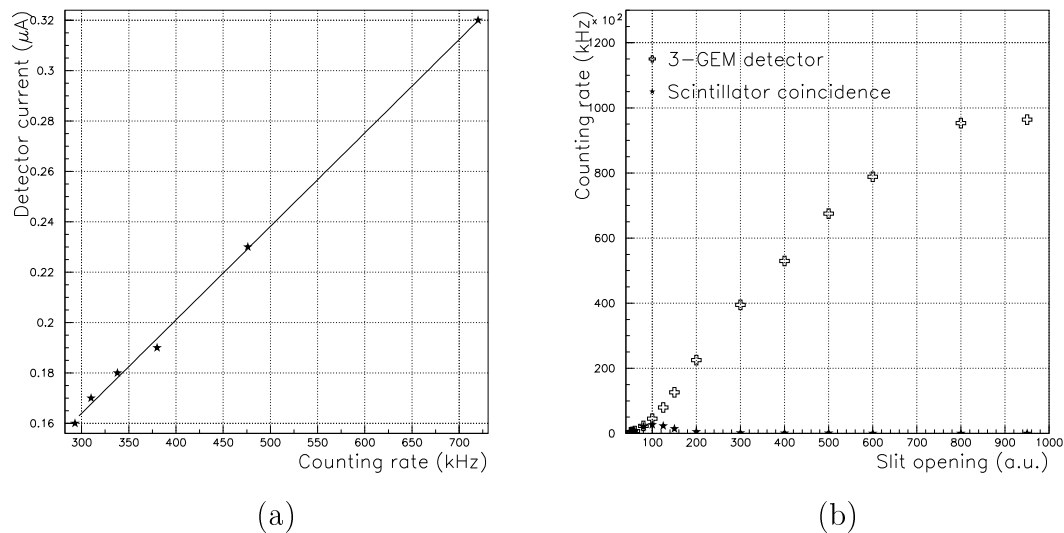 Detector current (μA)
0.32
0.3
0.28
0.26
0.24
0.22
0.2
0.18
0.16
300 350 400 450 500 550 600 650 700
Counting rate (kHz)
(a)
Counting rate (kHz)
× 10²
1200
1000
800
600
400
200
0
3-GEM detector
Scintillator coincidence
100 200 300 400 500 600 700 800 900 1000
Slit opening (a.u.)
(b)